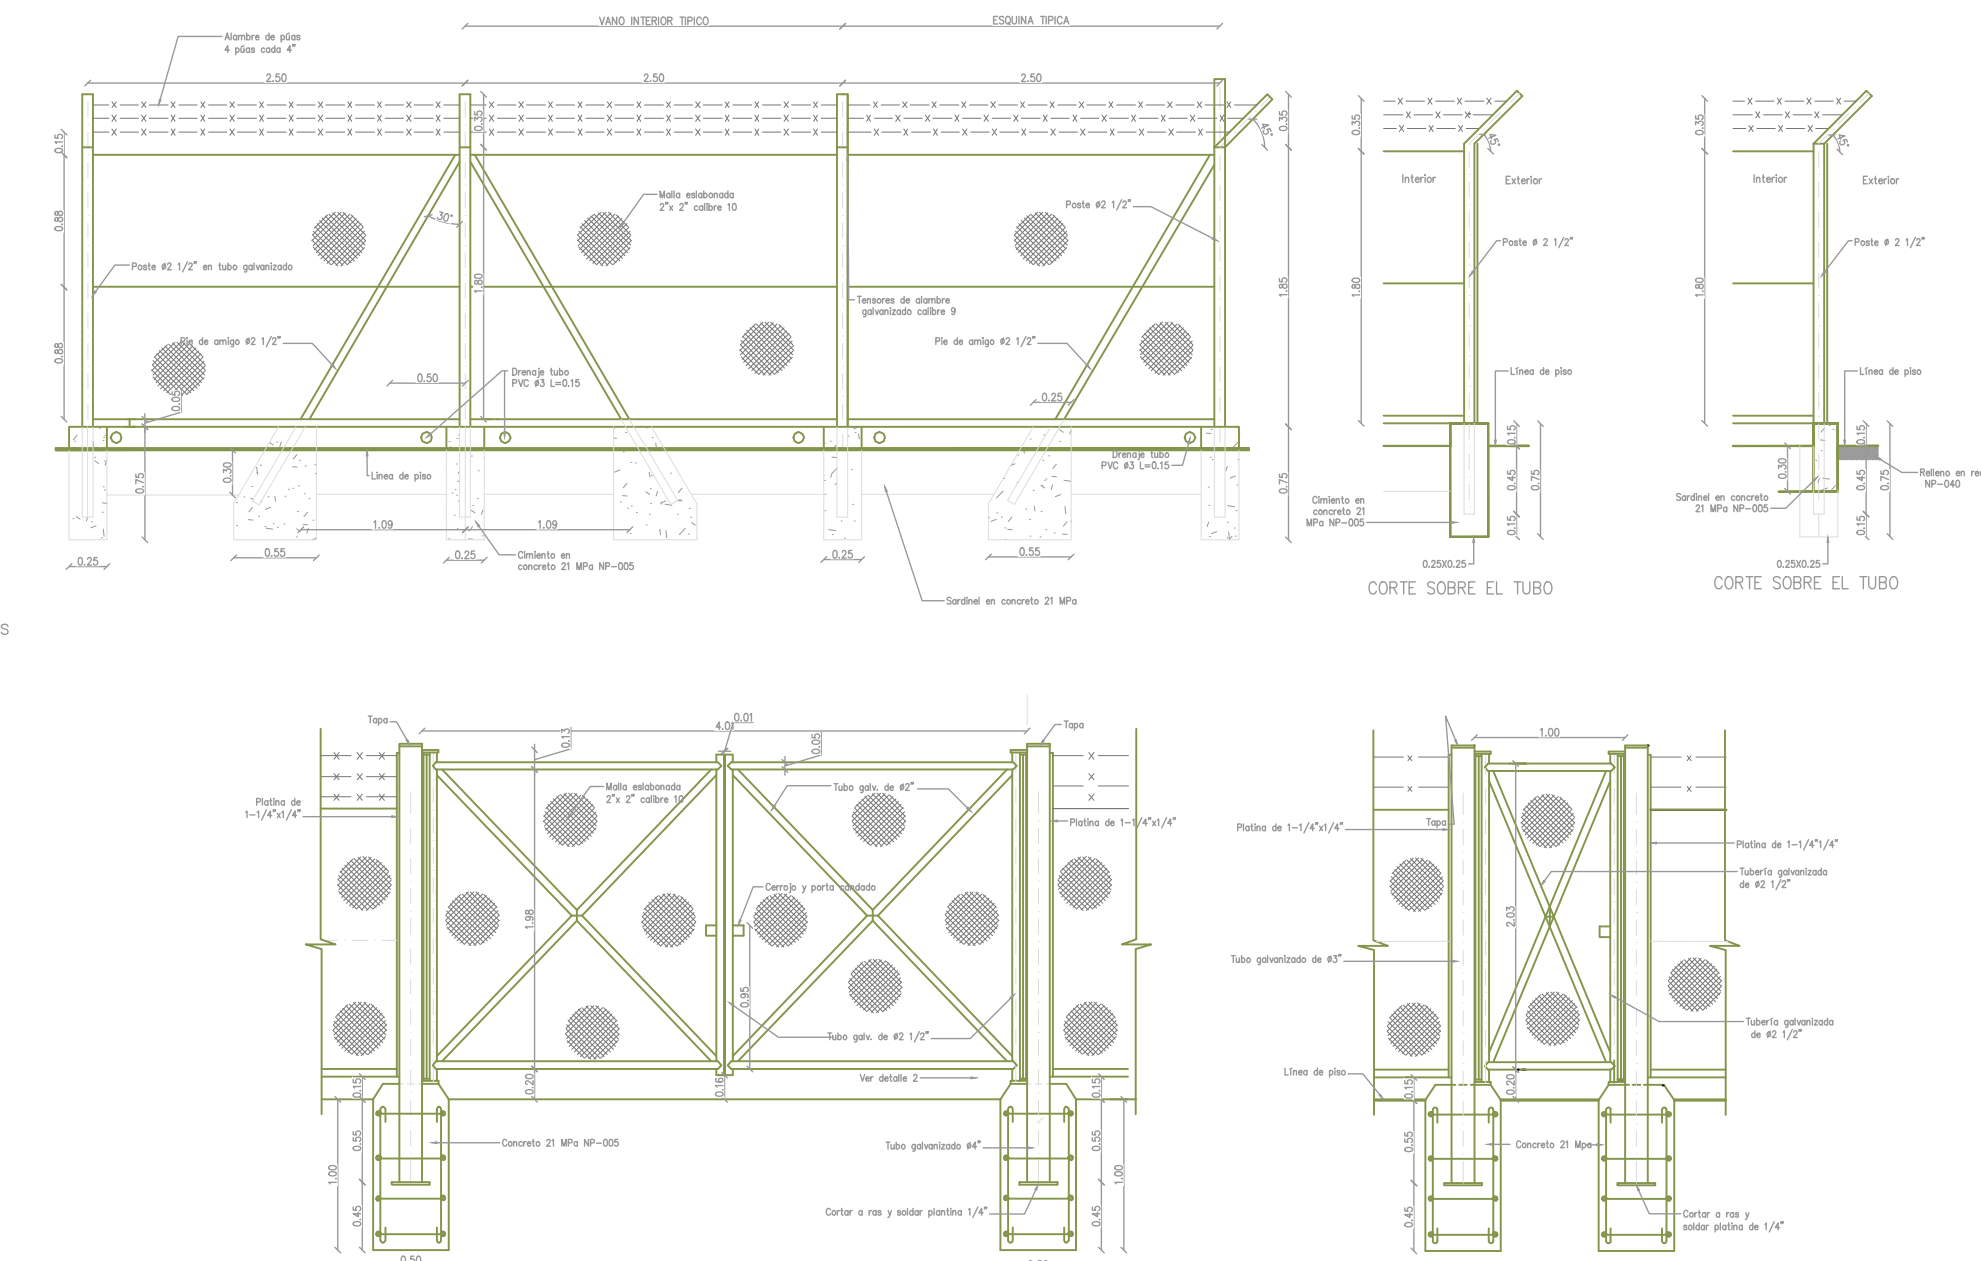 VANO INTERIOR TIPICO
ESQUINA TIPICA
Alambre de púas
4 púas cada 4"
2.50
2.50
2.50
0.15
0.88
0.88
0.35
1.80
30°
45°
0.35
1.85
0.75
Malla eslabonada
2"x 2" calibre 10
Poste ø2 1/2"
Poste ø2 1/2" en tubo galvanizado
Tensores de alambre
galvanizado calibre 9
Pie de amigo ø2 1/2"
Pie de amigo ø2 1/2"
0.50
Drenaje tubo
PVC ø3 L=0.15
0.05
0.25
0.30
0.75
Linea de piso
Drenaje tubo
PVC ø3 L=0.15
1.09
1.09
0.25
0.55
0.25
0.25
0.55
Cimiento en
concreto 21 MPa NP-005
Sardinel en concreto 21 MPa
0.35
1.80
45°
Interior
Exterior
Poste ø 2 1/2"
Línea de piso
0.15
0.45
0.15
0.75
Cimiento en
concreto 21
MPa NP-005
0.25X0.25
CORTE SOBRE EL TUBO
0.35
1.80
45°
Interior
Exterior
Poste ø 2 1/2"
Línea de piso
0.15
0.30
0.45
0.15
0.75
Relleno en re
NP-040
Sardinel en concreto
21 MPa NP-005
0.25X0.25
CORTE SOBRE EL TUBO
S
Tapa
4.01
0.01
Tapa
0.13
0.05
Malla eslabonada
2"x 2" calibre 10
Tubo galv. de ø2"
Platina de
1-1/4"x1/4"
Platina de 1-1/4"x1/4"
Cerrojo y porta candado
1.98
0.95
Tubo galv. de ø2 1/2"
Ver detalle 2
0.15
0.20
0.16
0.15
0.55
0.45
1.00
Concreto 21 MPa NP-005
Tubo galvanizado ø4"
0.55
0.45
1.00
Cortar a ras y soldar plantina 1/4"
0.50
1.00
Platina de 1-1/4"x1/4"
Tapa
Platina de 1-1/4"1/4"
Tubería galvanizada
de ø2 1/2"
2.03
Tubo galvanizado de ø3"
Tubería galvanizada
de ø2 1/2"
Línea de piso
0.15
0.20
0.55
0.45
Concreto 21 Mpa
Cortar a ras y
soldar platina de 1/4"